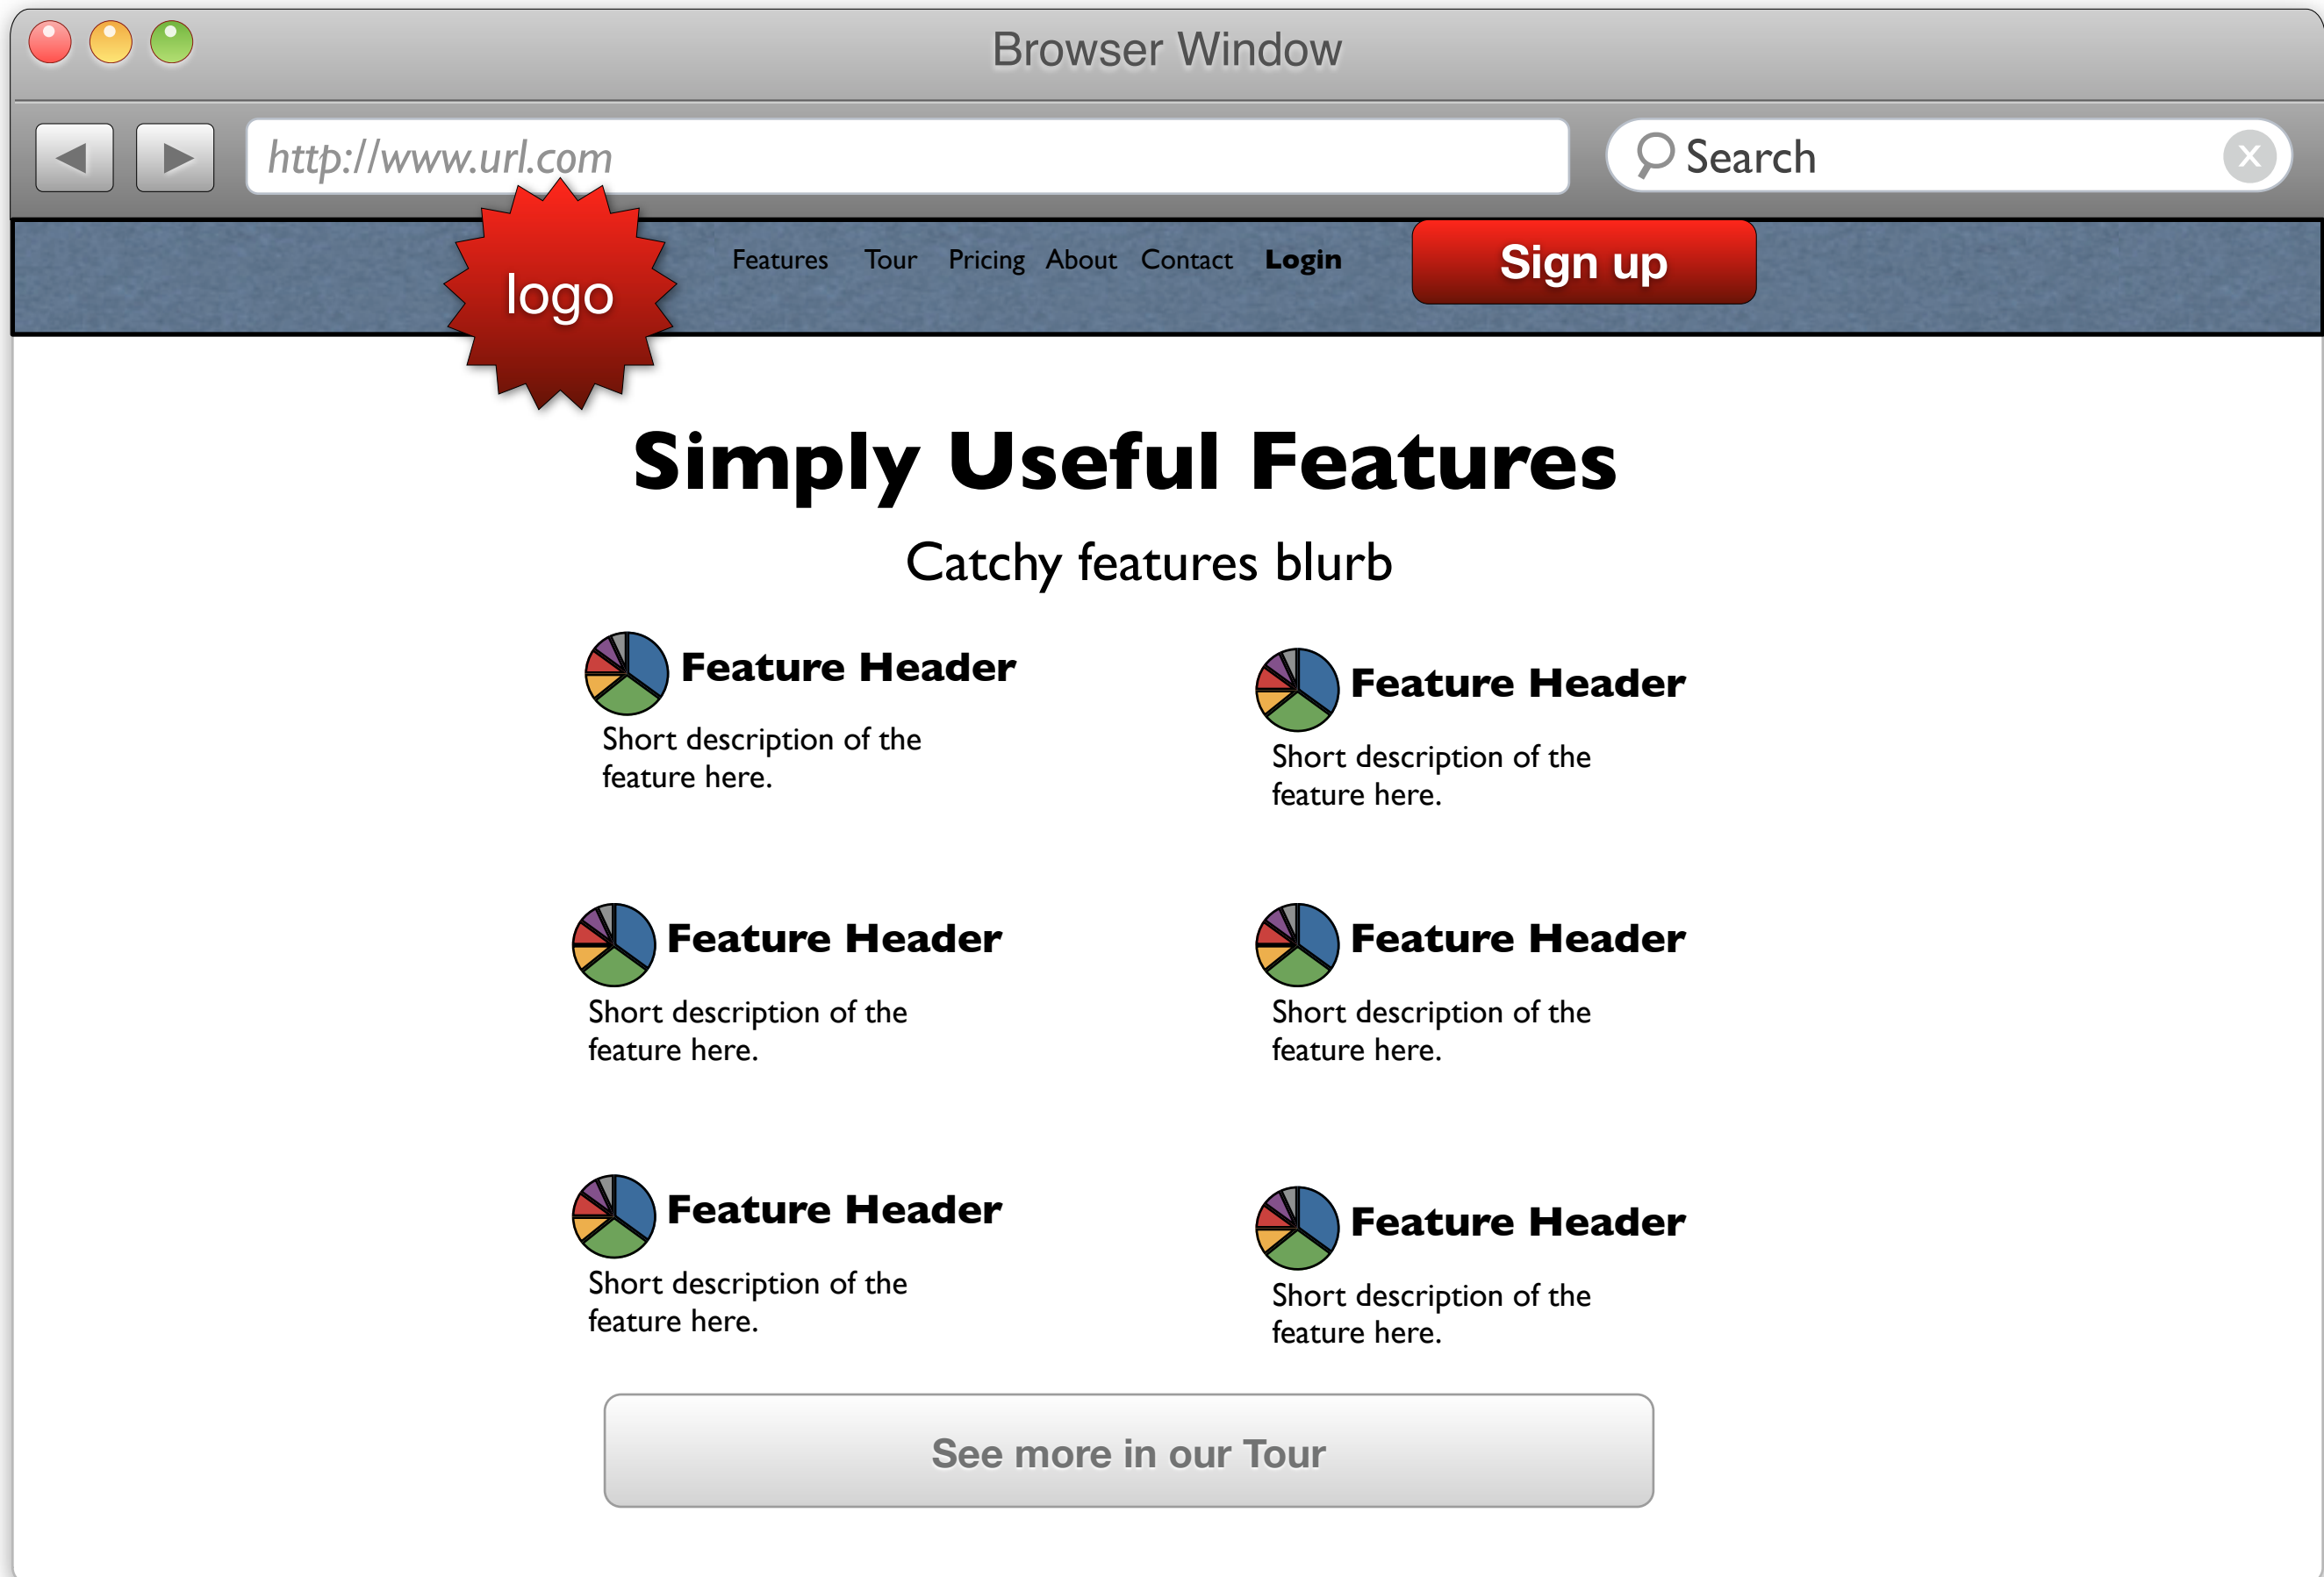 Browser Window
http://www.url.com
Search
x
logo
Features Tour Pricing About Contact Login
Sign up
Simply Useful Features
Catchy features blurb
Feature Header
Short description of the
feature here.
Feature Header
Short description of the
feature here.
Feature Header
Short description of the
feature here.
Feature Header
Short description of the
feature here.
Feature Header
Short description of the
feature here.
Feature Header
Short description of the
feature here.
See more in our Tour